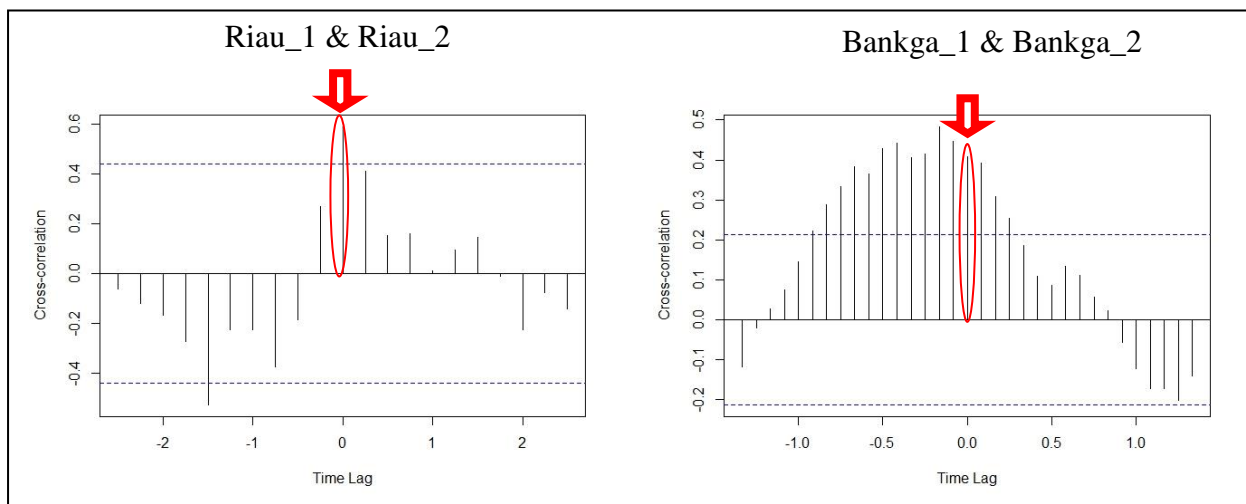 Riau_1 & Riau_2
Cross-correlation
0.6
0.4
0.2
0.0
-0.2
-0.4
-2 -1 0 1 2
Time Lag
Bankga_1 & Bankga_2
Cross-correlation
0.5
0.4
0.3
0.2
0.1
0.0
-0.1
-0.2
-1.0 -0.5 0.0 0.5 1.0
Time Lag